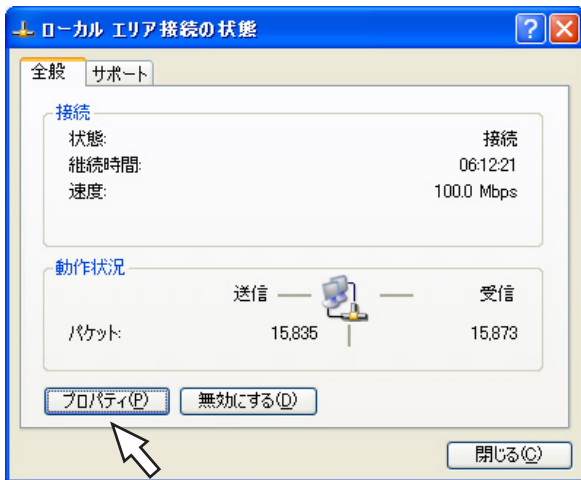 ローカル エリア接続の状態
全般 サポート
接続
状態: 接続
継続時間: 06:12:21
速度: 100.0 Mbps
動作状況
送信 受信
パケット: 15,835 15,873
プロパティ(P) 無効にする(D)
閉じる(C)